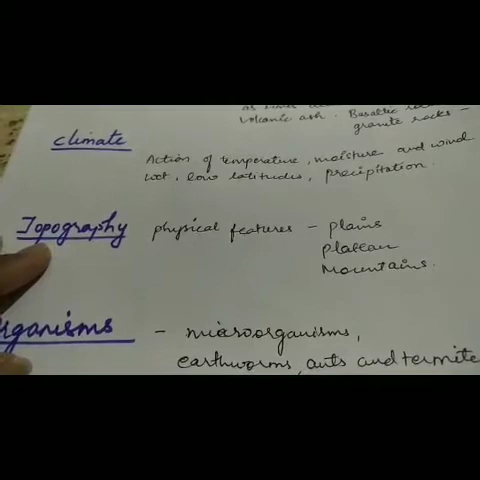 volcanic ash. Basaltic
granite rocks -
climate
Action of temperature, moisture and wind
hot, low latitudes, precipitation.
Topography physical features - plains
plateau
Mountains.
organisms - microorganisms,
earthworms, ants and termite